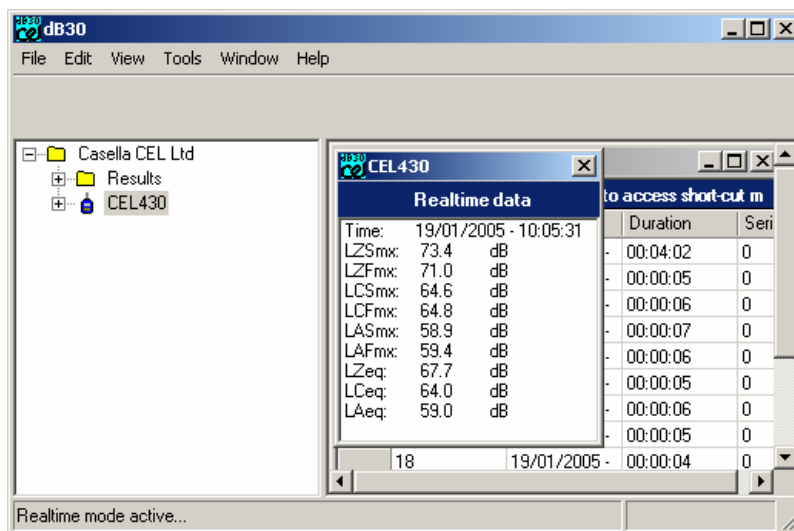 dB30
File Edit View Tools Window Help
Casella CEL Ltd
Results
CEL430
CEL430
Realtime data
Time: 19/01/2005 - 10:05:31
LZSmx: 73.4 dB
LZFmx: 71.0 dB
LCSmx: 64.6 dB
LCFmx: 64.8 dB
LASmx: 58.9 dB
LAFmx: 59.4 dB
LZeq: 67.7 dB
LCeq: 64.0 dB
LAeq: 59.0 dB
to access short-cut m
Duration Seri
- 00:04:02 0
- 00:00:05 0
- 00:00:06 0
- 00:00:07 0
- 00:00:06 0
- 00:00:05 0
- 00:00:06 0
- 00:00:05 0
18 19/01/2005 - 00:00:04 0
Realtime mode active...